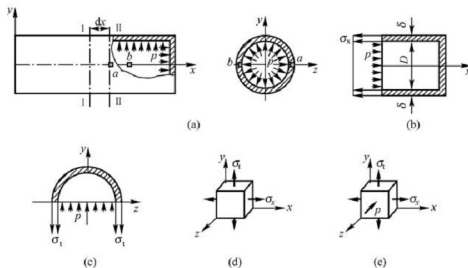 y
I
dx
II
p
a
b
x
I
II
(a)
y
b
p
a
z
σx
δ
p
D
x
δ
(b)
y
p
z
σt
σt
(c)
y
σt
σx
x
z
(d)
y
σt
σx
p
x
z
(e)